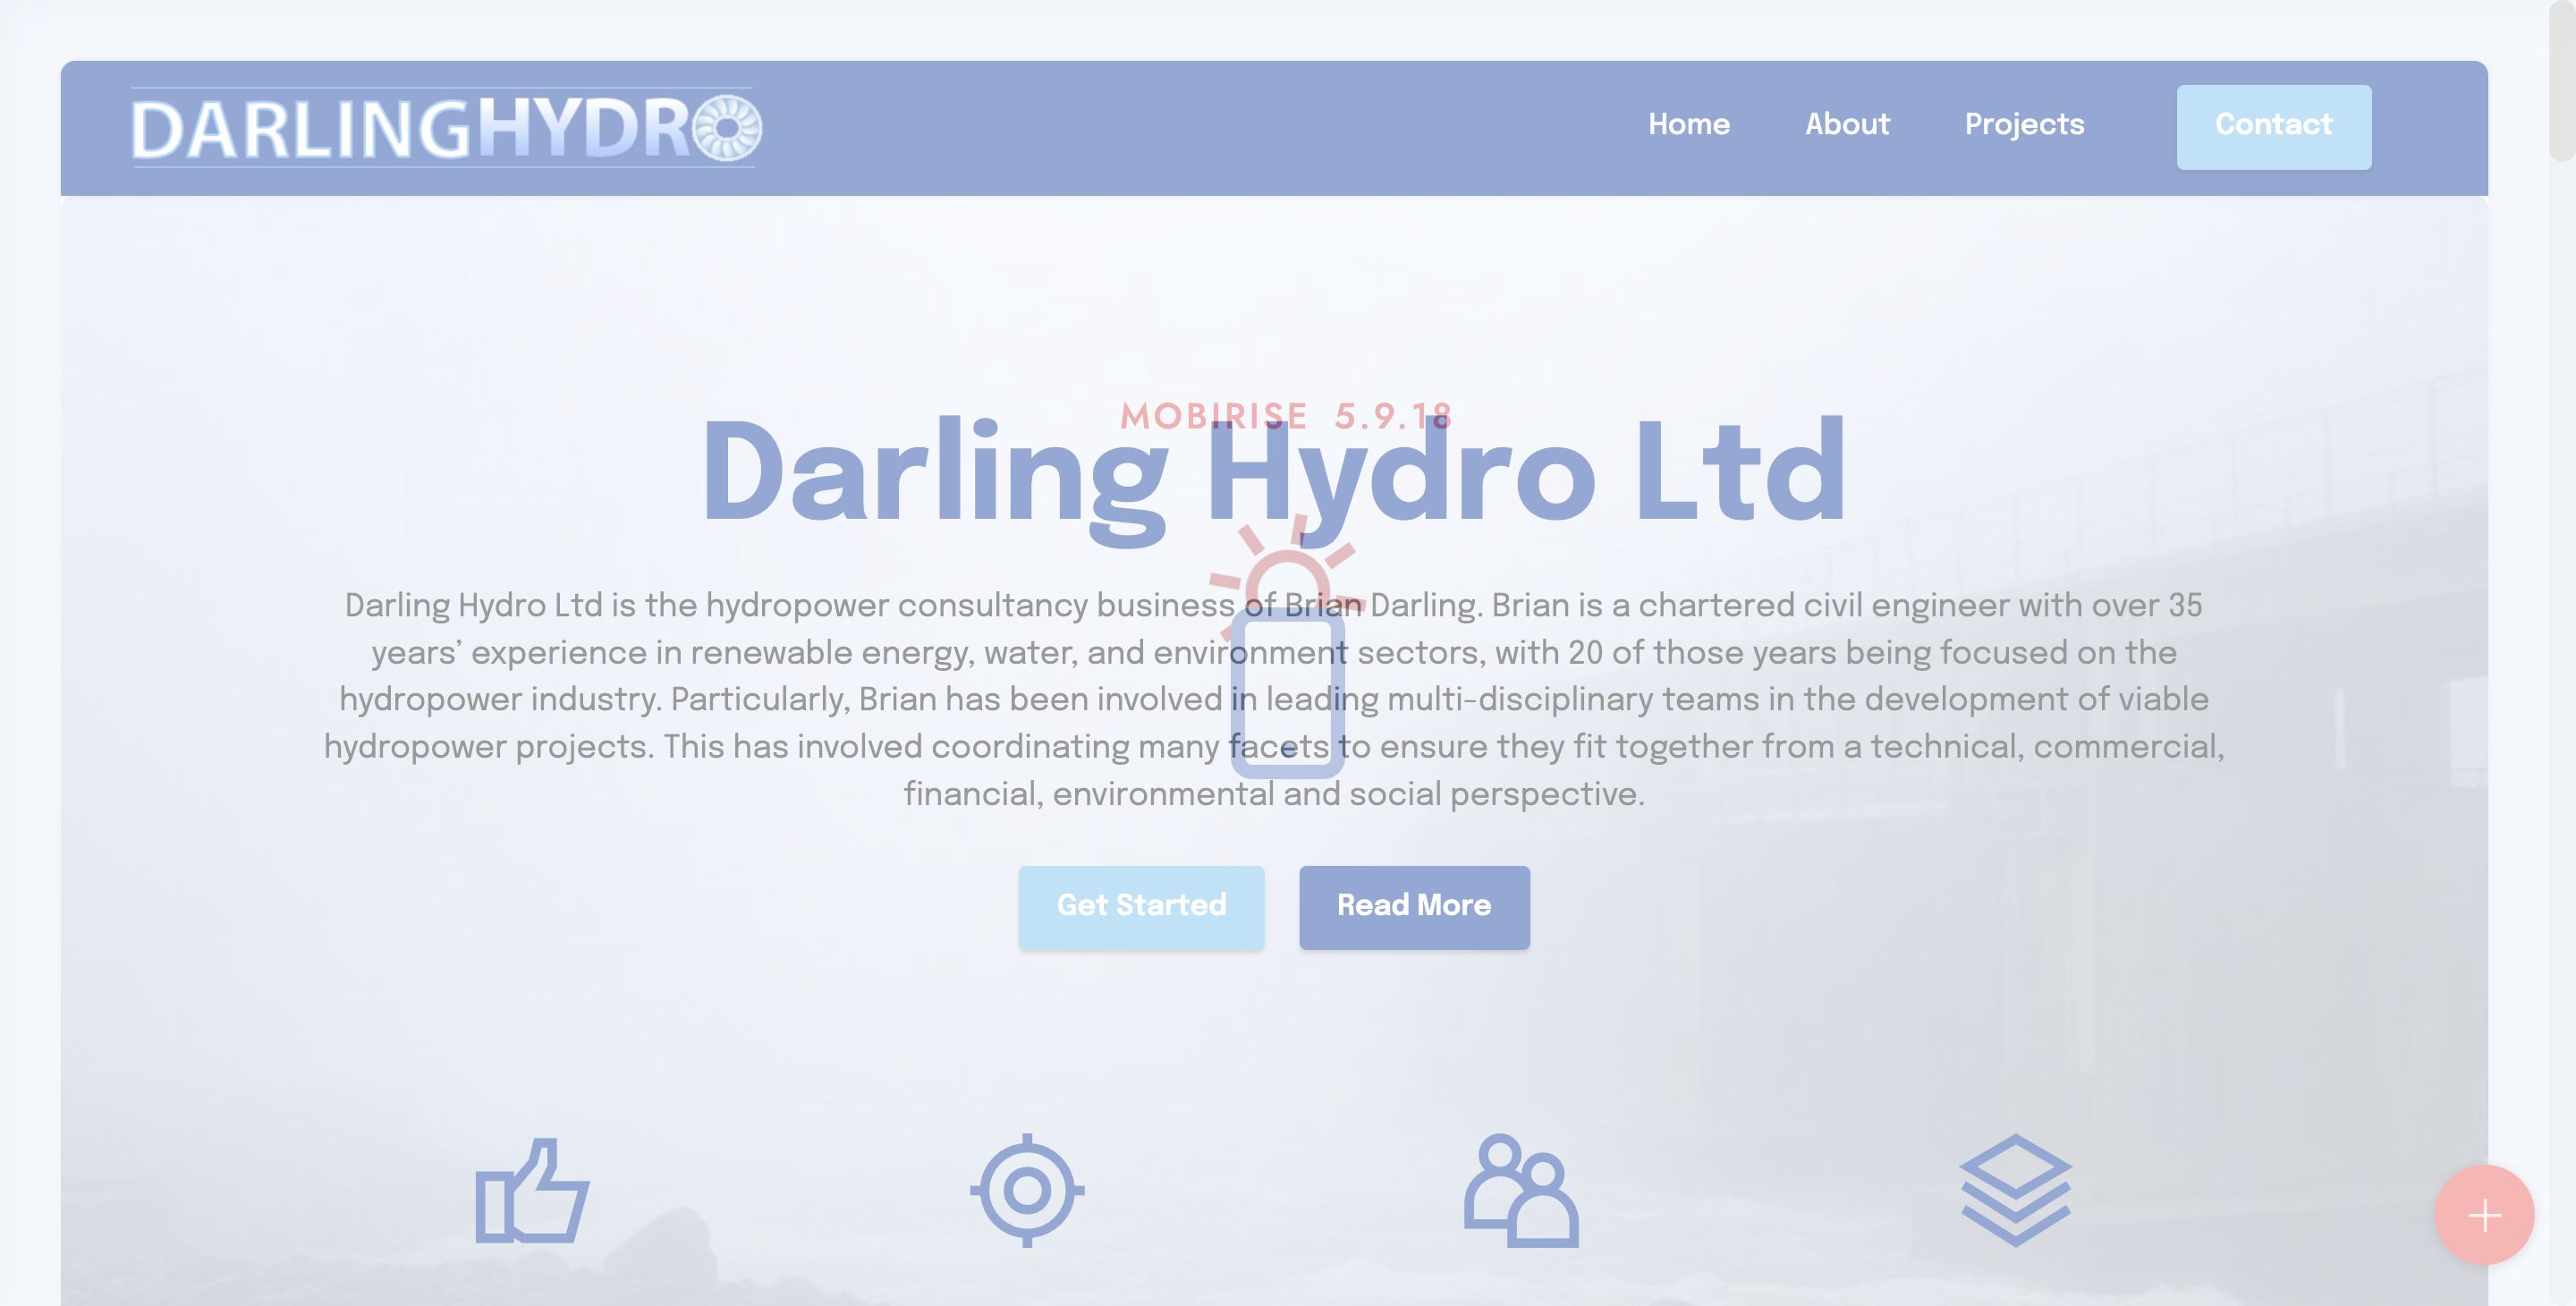 DARLINGHYDRO
Home About Projects Contact
MOBIRISE 5.9.18
Darling Hydro Ltd
Darling Hydro Ltd is the hydropower consultancy business of Brian Darling. Brian is a chartered civil engineer with over 35
years’ experience in renewable energy, water, and environment sectors, with 20 of those years being focused on the
hydropower industry. Particularly, Brian has been involved in leading multi-disciplinary teams in the development of viable
hydropower projects. This has involved coordinating many facets to ensure they fit together from a technical, commercial,
financial, environmental and social perspective.
Get Started Read More